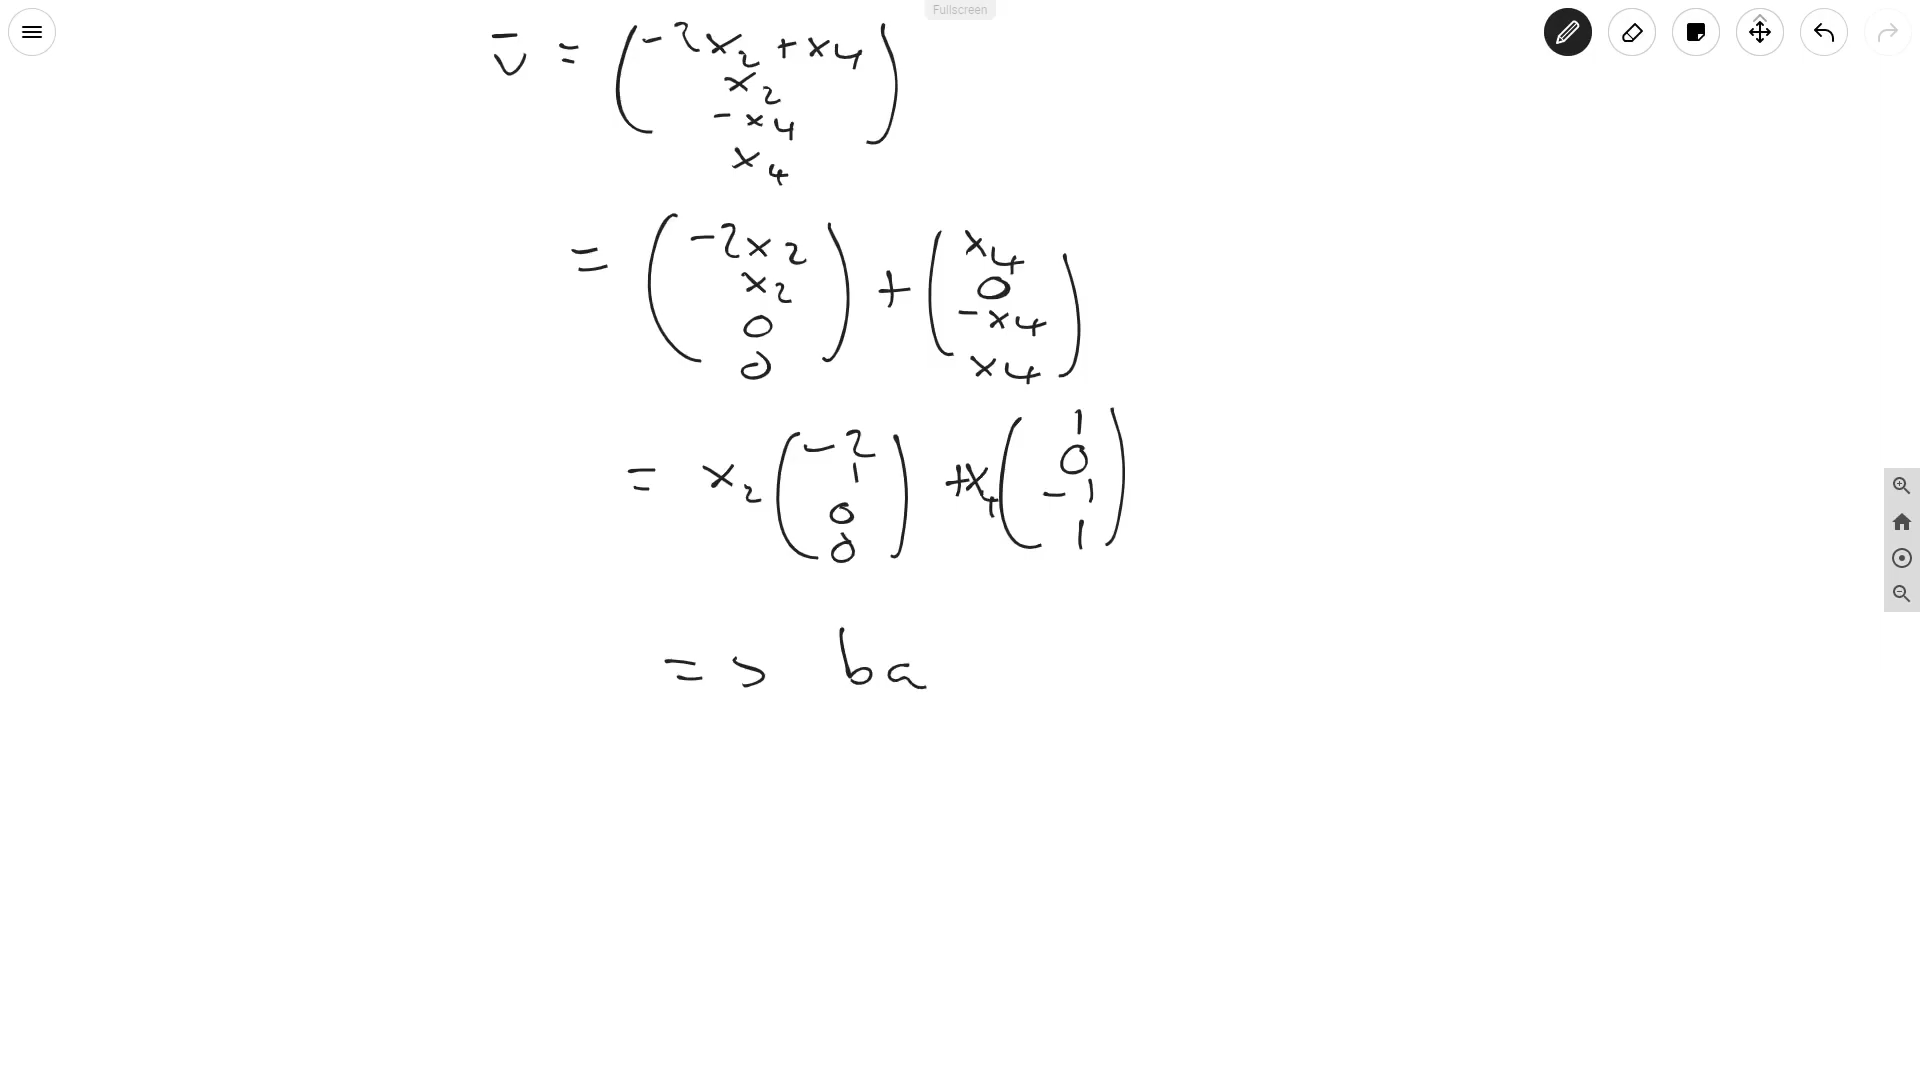 Fullscreen
v̄ = (-2x₂ + x₄
x₂
-x₄
x₄)
= (-2x₂
x₂
0
0) + (x₄
0
-x₄
x₄)
= x₂ (-2
1
0
0) + x₄ (1
0
-1
1)
=> ba